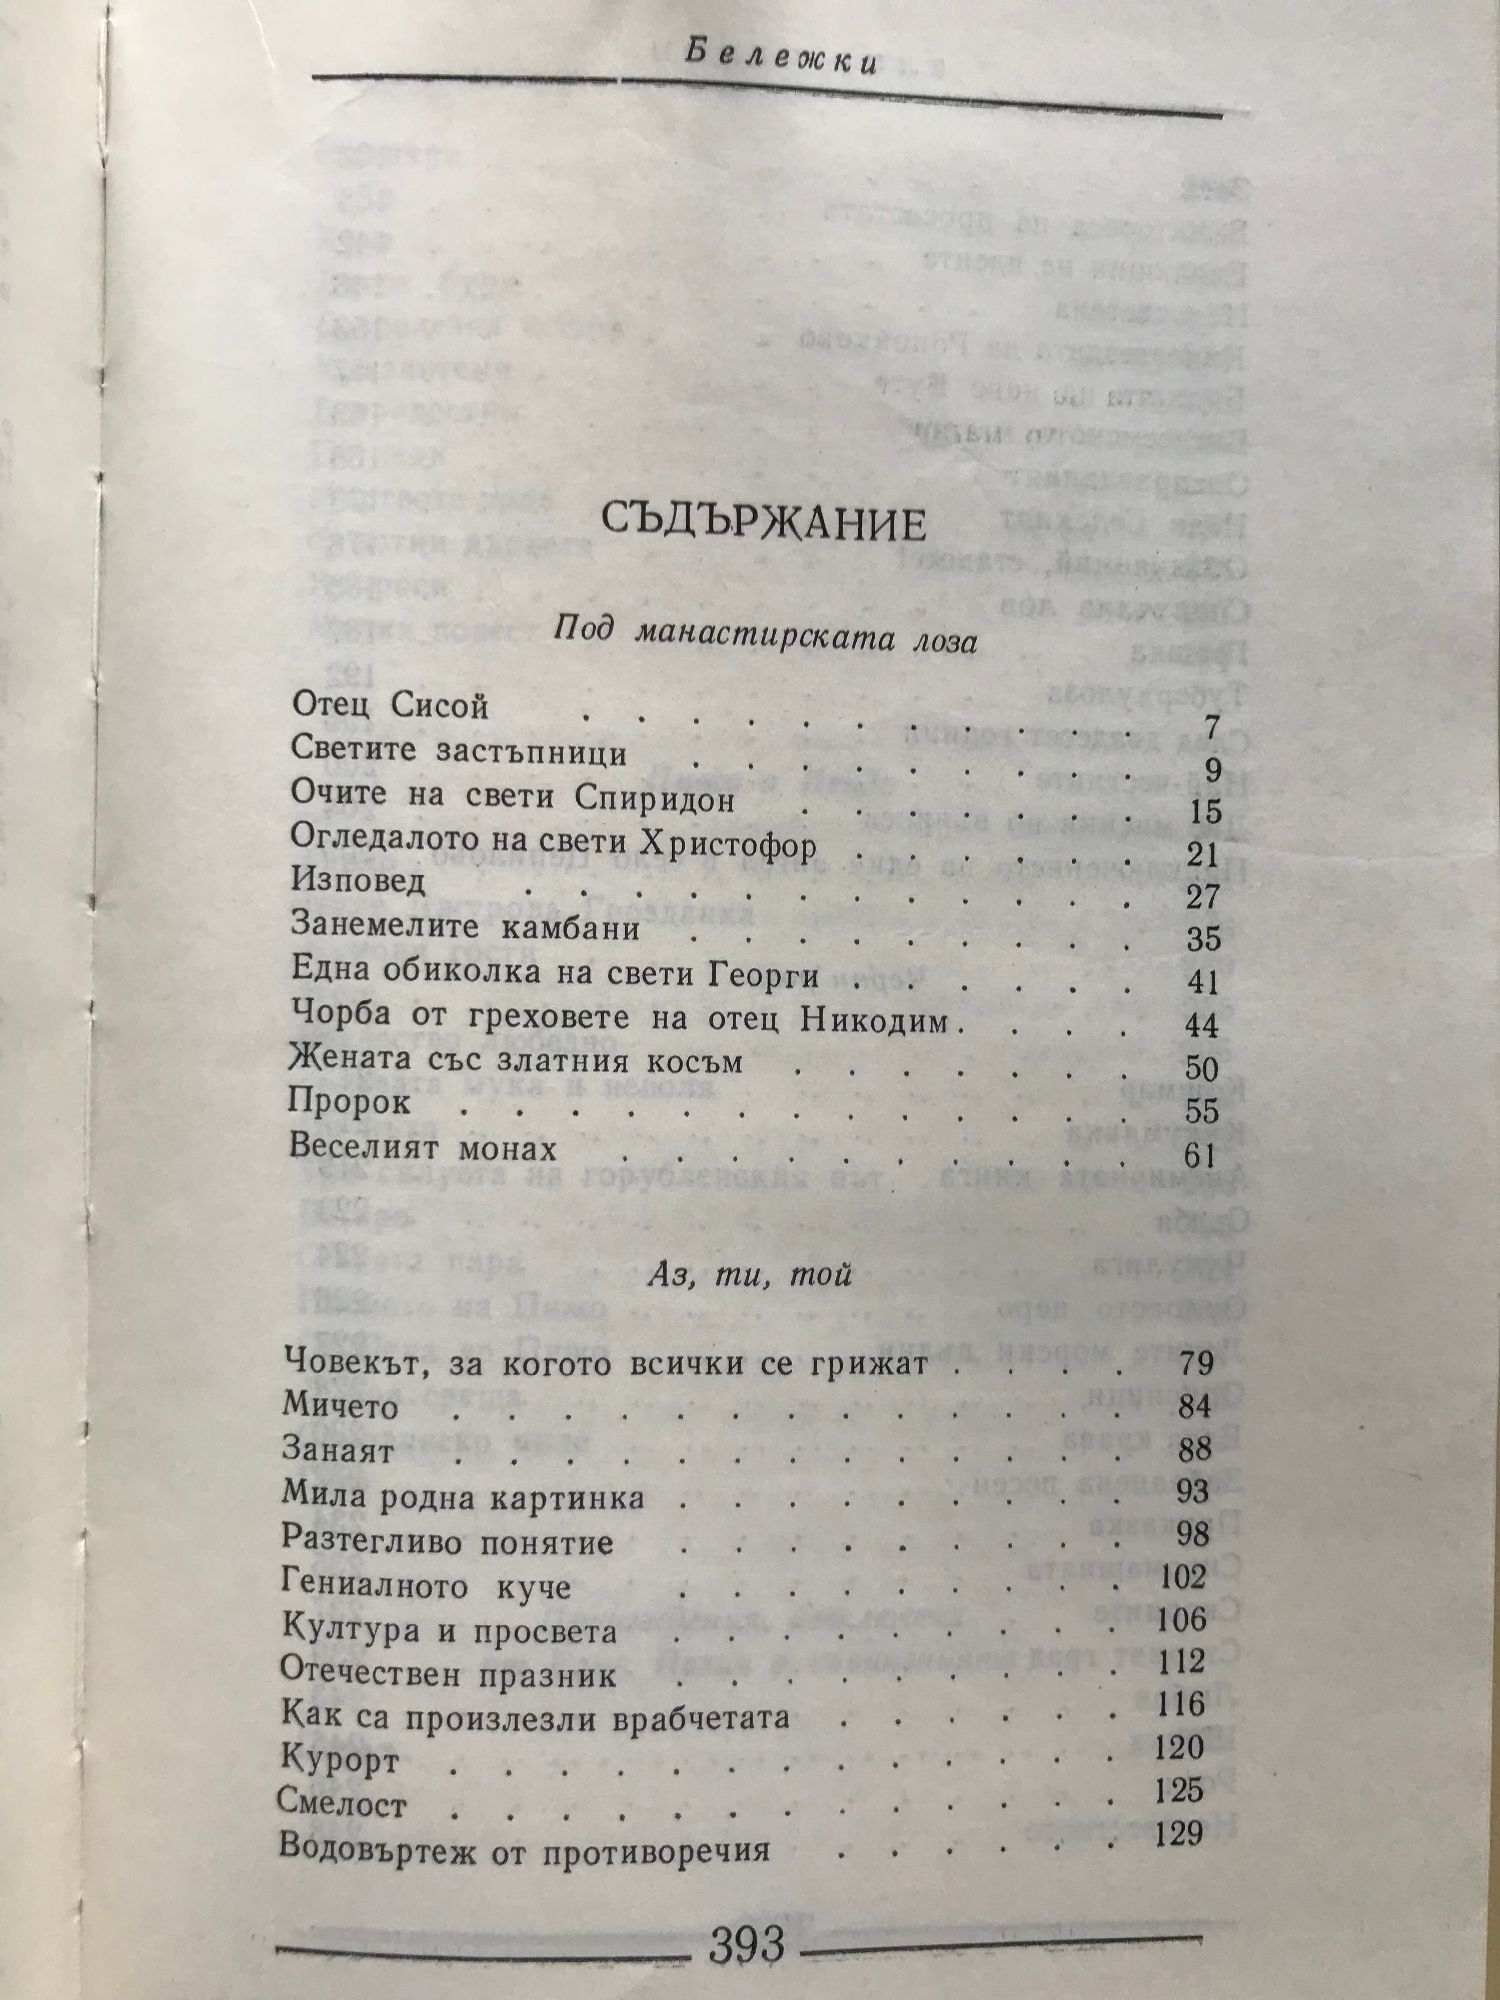 Бележки
СЪДЪРЖАНИЕ
Под манастирската лоза
Отец Сисой . . . . . . . . . . . 7
Светите застъпници . . . . . . . . . 9
Очите на свети Спиридон . . . . . . . 15
Огледалото на свети Христофор . . . . . . 21
Изповед . . . . . . . . . . . . 27
Занемелите камбани . . . . . . . . . 35
Една обиколка на свети Георги . . . . . . 41
Чорба от греховете на отец Никодим . . . . 44
Жената със златния косъм . . . . . . . 50
Пророк . . . . . . . . . . . . . 55
Веселият монах . . . . . . . . . . 61
Аз, ти, той
Човекът, за когото всички се грижат . . . . 79
Мичето . . . . . . . . . . . . . 84
Занаят . . . . . . . . . . . . . 88
Мила родна картинка . . . . . . . . . 93
Разтегливо понятие . . . . . . . . . 98
Гениалното куче . . . . . . . . . 102
Култура и просвета . . . . . . . . . 106
Отечествен празник . . . . . . . . . 112
Как са произлезли врабчетата . . . . . . 116
Курорт . . . . . . . . . . . . . 120
Смелост . . . . . . . . . . . . . 125
Водовъртеж от противоречия . . . . . . 129
393